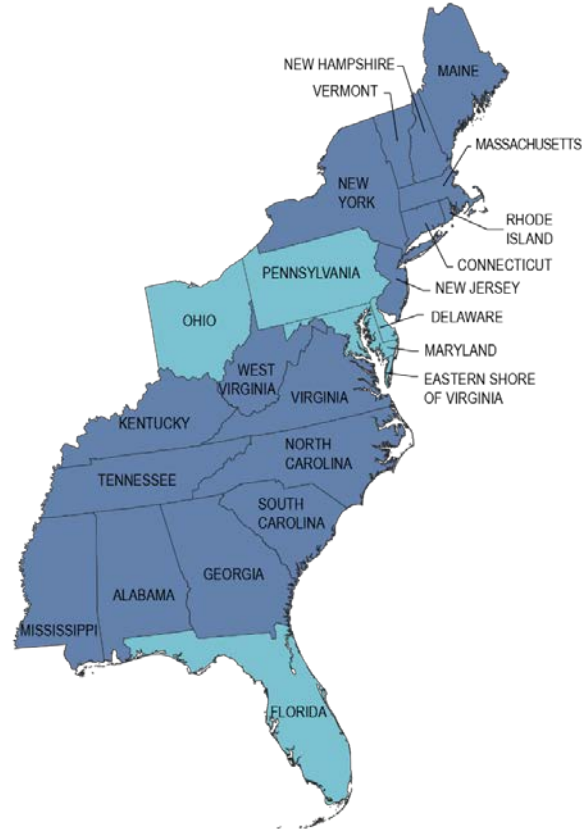 NEW HAMPSHIRE
MAINE
VERMONT
MASSACHUSETTS
NEW
YORK
RHODE
ISLAND
CONNECTICUT
PENNSYLVANIA
NEW JERSEY
OHIO
DELAWARE
MARYLAND
WEST
VIRGINIA
EASTERN SHORE
OF VIRGINIA
VIRGINIA
KENTUCKY
NORTH
CAROLINA
TENNESSEE
SOUTH
CAROLINA
GEORGIA
ALABAMA
MISSISSIPPI
FLORIDA